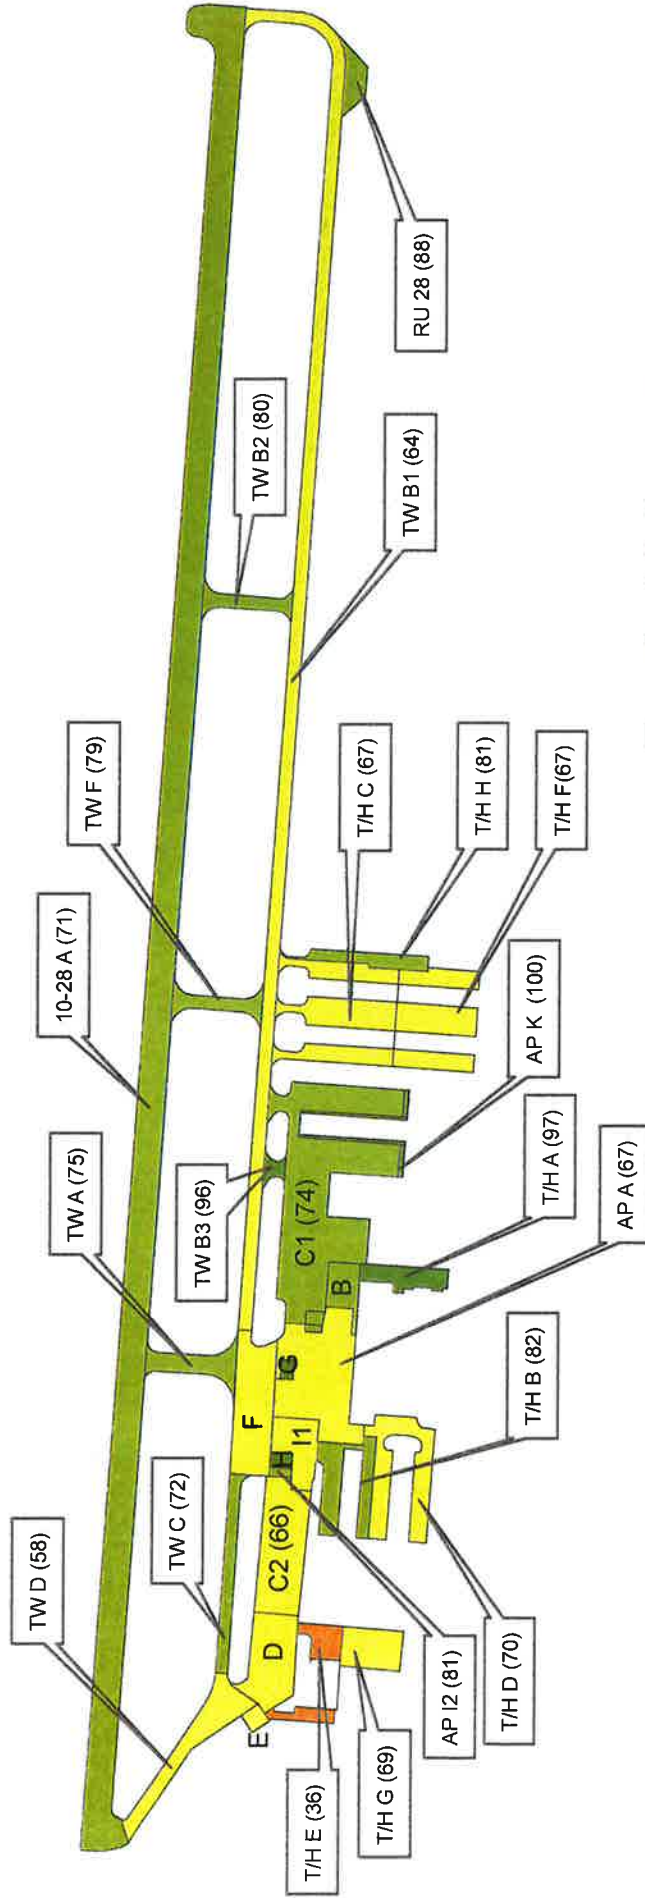 TW D (58)
TW C (72)
TW A (75)
10-28 A (71)
TW F (79)
TW B2 (80)
TW B3 (96)
F
G
H
I1
C2 (66)
D
E
C1 (74)
B
T/H E (36)
T/H G (69)
AP I2 (81)
T/H D (70)
T/H B (82)
AP A (67)
T/H A (97)
AP K (100)
T/H F(67)
T/H H (81)
T/H C (67)
TW B1 (64)
RU 28 (88)